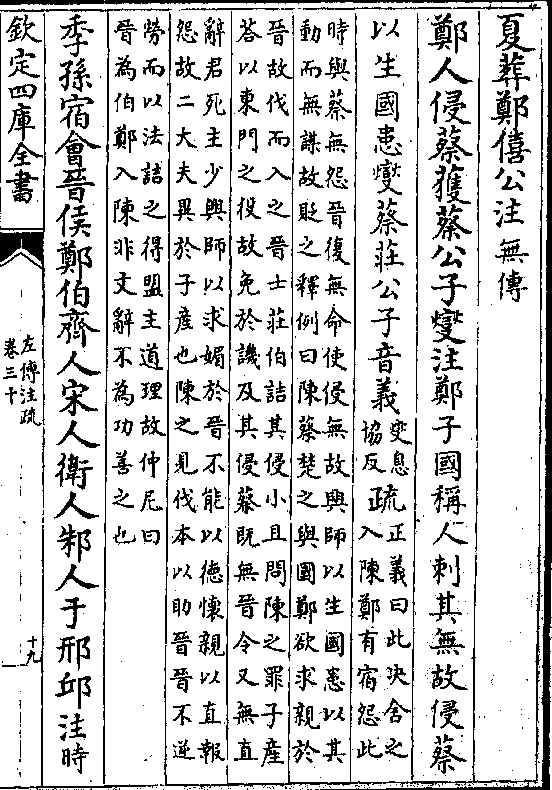 夏葬鄭僖公注無傳
鄭人侵蔡獲蔡公子燮注鄭子國稱人刺其無故侵蔡
以生國患燮蔡莊公子音義燮息協反疏正義曰此决舍之
入陳鄭有宿怨此
時與蔡無怨晉復無命使侵無故興師以生國患以其
動而無謀故貶之釋例曰陳蔡楚之與國鄭欲求親於
晉故伐而入之晉士莊伯詰其侵小且問陳之罪子産
荅以東門之役故免於譏及其侵蔡既無晉令又無直
辭君死主少興師以求媚於晉不能以德懷親以直報
怨故二大夫異於子産也陳之見伐本以助晉晉不逆
勞而以法詰之得盟主道理故仲尼曰
晉為伯鄭入陳非文辭不為功善之也
季孫宿會晉侯鄭伯齊人宋人衛人邾人于邢邱注時
欽定四庫全書
左傳注疏
卷三十
十九